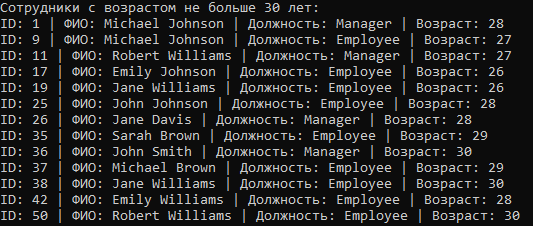 Сотрудники с возрастом не больше 30 лет:
ID: 1 | ФИО: Michael Johnson | Должность: Manager | Возраст: 28
ID: 9 | ФИО: Michael Johnson | Должность: Employee | Возраст: 27
ID: 11 | ФИО: Robert Williams | Должность: Manager | Возраст: 27
ID: 17 | ФИО: Emily Johnson | Должность: Employee | Возраст: 26
ID: 19 | ФИО: Jane Williams | Должность: Employee | Возраст: 26
ID: 25 | ФИО: John Johnson | Должность: Employee | Возраст: 28
ID: 26 | ФИО: Jane Davis | Должность: Manager | Возраст: 28
ID: 35 | ФИО: Sarah Brown | Должность: Employee | Возраст: 29
ID: 36 | ФИО: John Smith | Должность: Manager | Возраст: 30
ID: 37 | ФИО: Michael Brown | Должность: Employee | Возраст: 29
ID: 38 | ФИО: Jane Williams | Должность: Employee | Возраст: 30
ID: 42 | ФИО: Emily Williams | Должность: Employee | Возраст: 28
ID: 50 | ФИО: Robert Williams | Должность: Employee | Возраст: 30